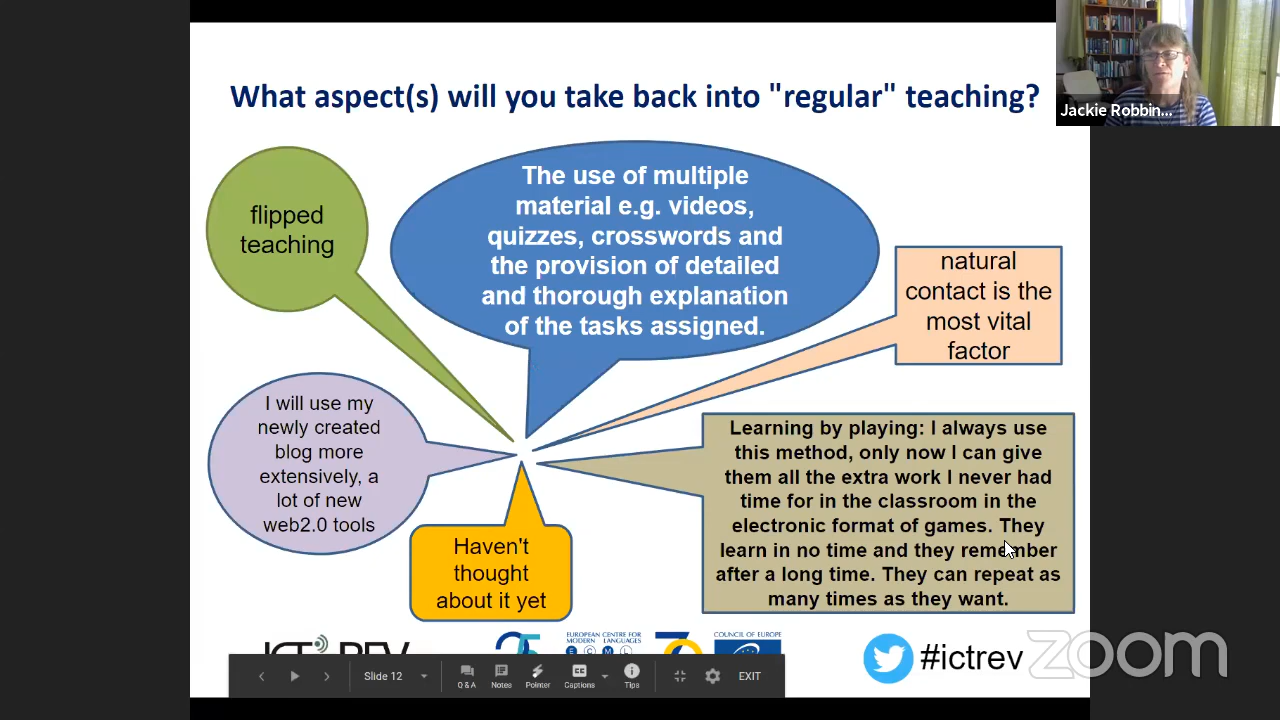 What aspect(s) will you take back into "regular" teaching?
Jackie Robbin...
flipped
teaching
The use of multiple
material e.g. videos,
quizzes, crosswords and
the provision of detailed
and thorough explanation
of the tasks assigned.
natural
contact is the
most vital
factor
I will use my
newly created
blog more
extensively, a
lot of new
web2.0 tools
Haven't
thought
about it yet
Learning by playing: I always use
this method, only now I can give
them all the extra work I never had
time for in the classroom in the
electronic format of games. They
learn in no time and they remember
after a long time. They can repeat as
many times as they want.
EUROPEAN CENTRE FOR
MODERN LANGUAGES
COUNCIL OF EUROPE
#ictrev
zoom
Slide 12
Q & A
Notes
Pointer
CC
Captions
Tips
EXIT